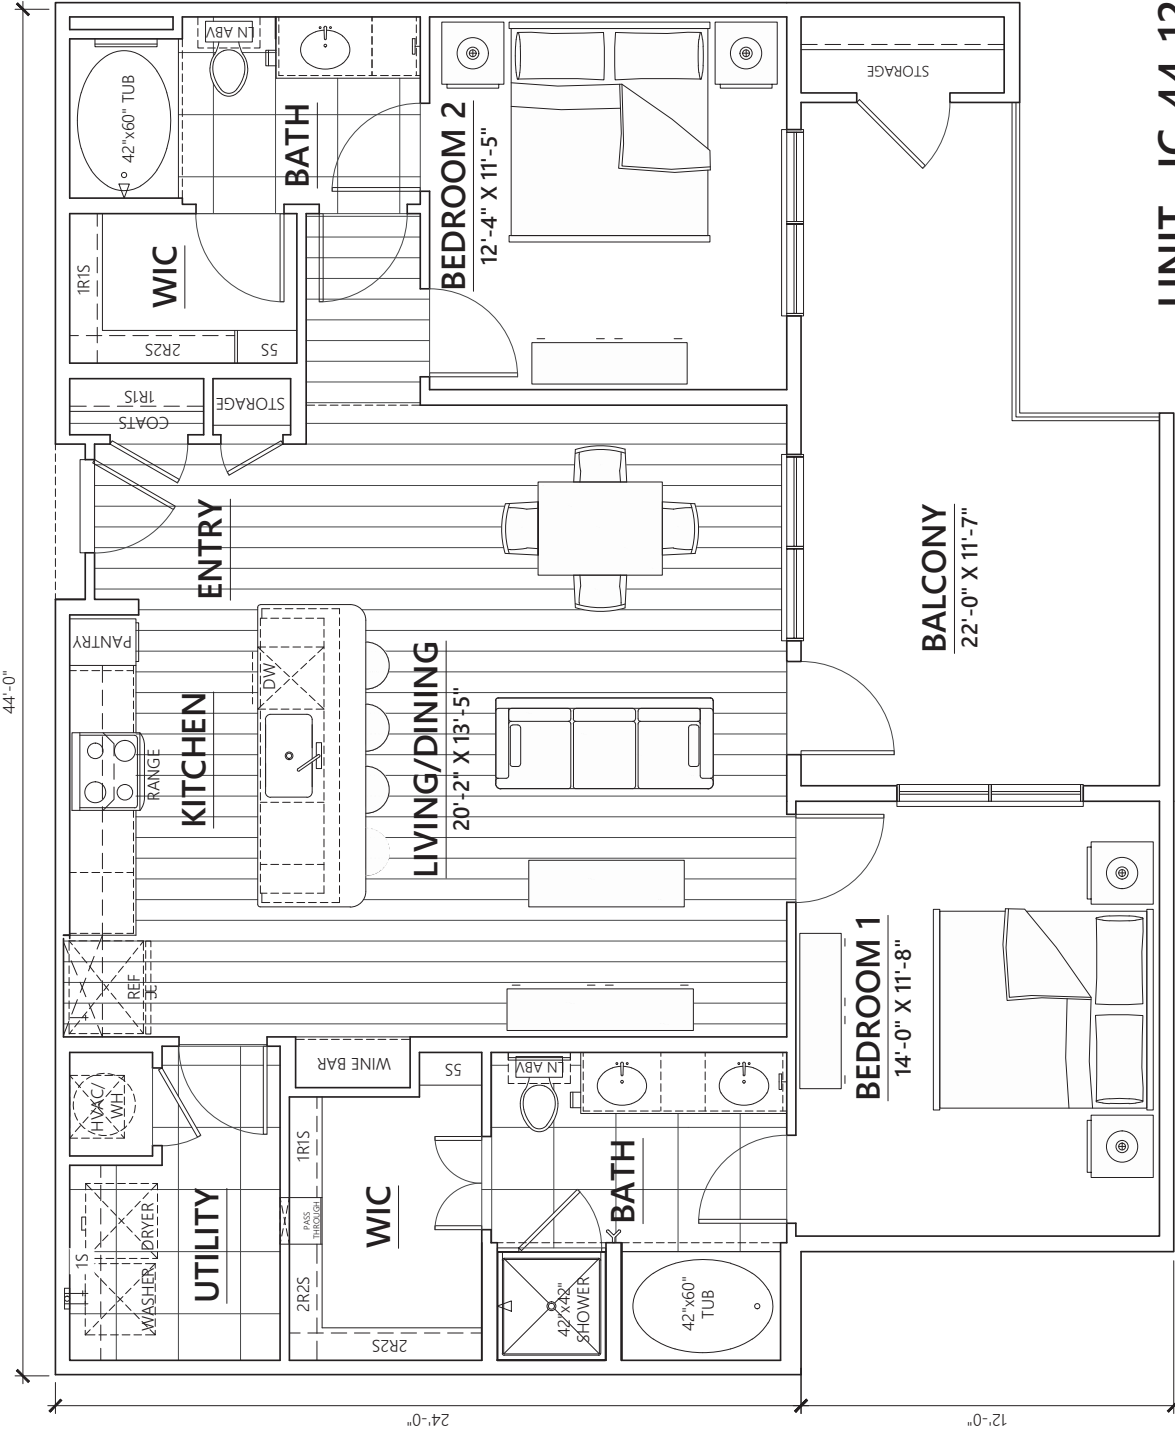 44'-0"
42"x60" TUB
LN ABV
BATH
WIC
1R1S
2R2S
5S
BEDROOM 2
12'-4" X 11'-5"
STORAGE
1R1S
COATS
STORAGE
ENTRY
PANTRY
KITCHEN
RANGE
DW
LIVING/DINING
20'-2" X 13'-5"
BALCONY
22'-0" X 11'-7"
REF
WINE BAR
5S
HVAC/
WH
1S
WASHER
DRYER
UTILITY
PASS
THROUGH
1R1S
2R2S
2R2S
WIC
LN ABV
BATH
42"x42"
SHOWER
42"x60"
TUB
BEDROOM 1
14'-0" X 11'-8"
24'-0"
12'-0"